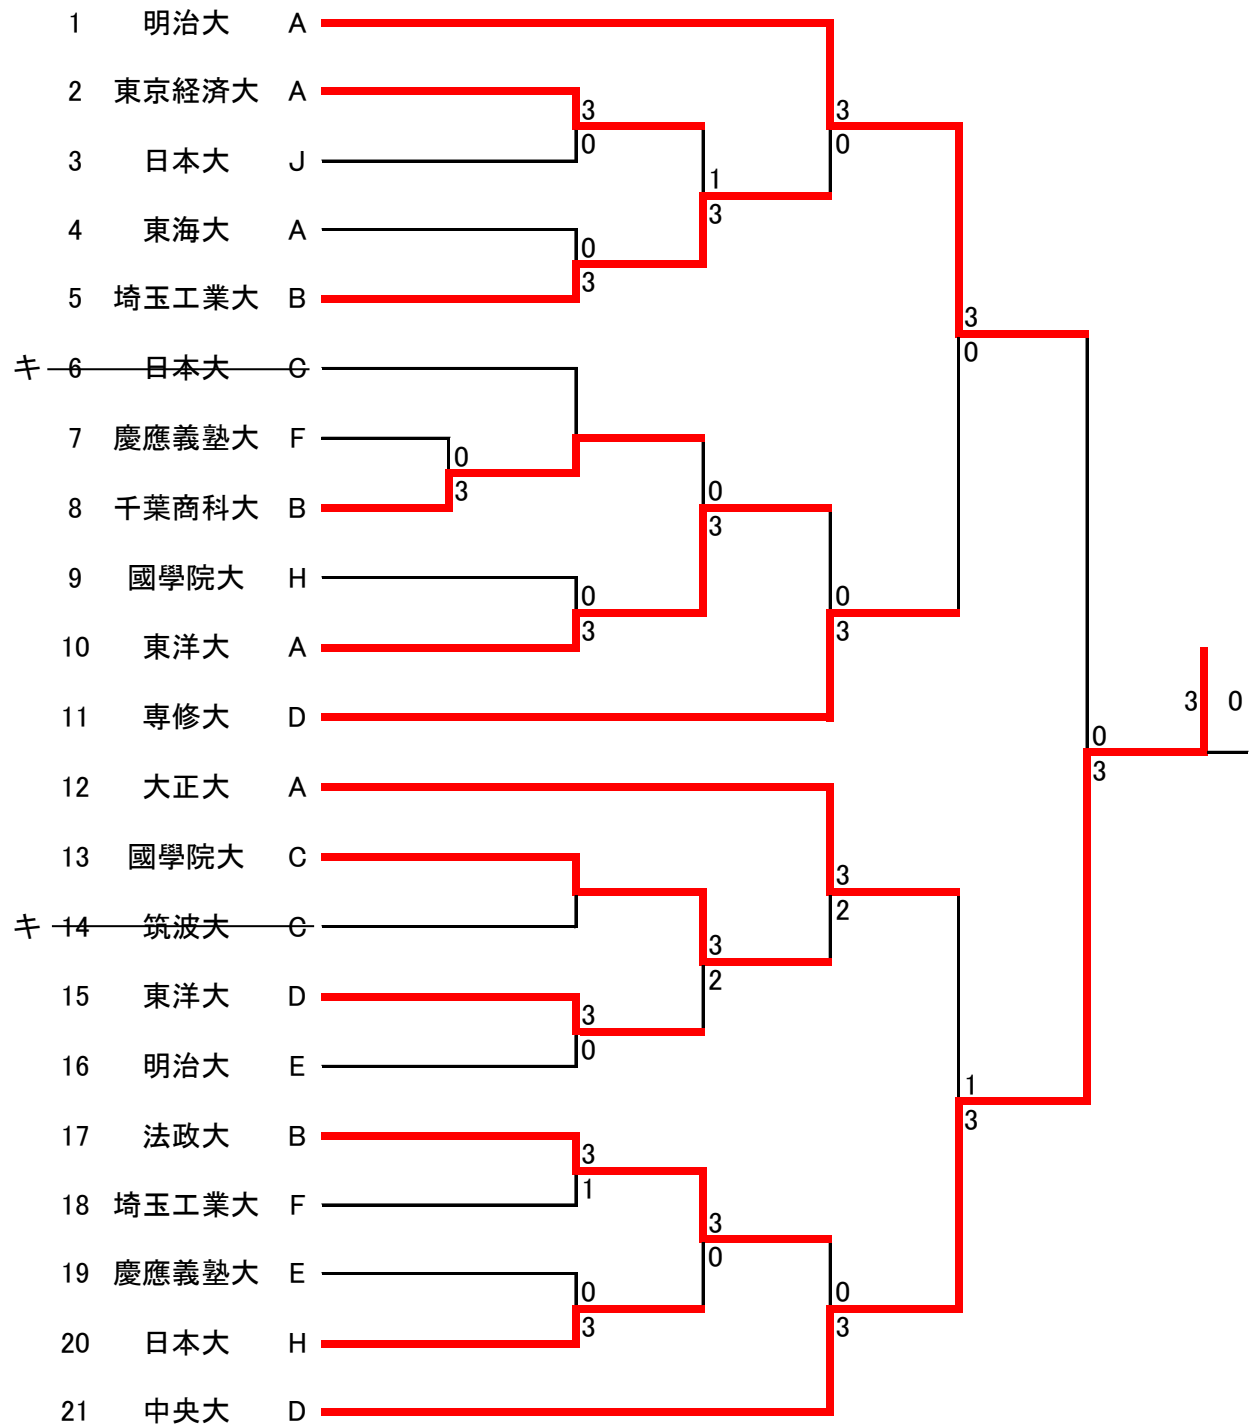 1 明治大 A
2 東京経済大 A
3
0
3 日本大 J
3
0
1
3
4 東海大 A
0
3
5 埼玉工業大 B
3
0
キ 6 日本大 C
7 慶應義塾大 F
0
3
8 千葉商科大 B
0
3
9 國學院大 H
0
3
0
3
10 東洋大 A
11 専修大 D
3 0
0
3
12 大正大 A
13 國學院大 C
3
2
キ 14 筑波大 C
3
2
15 東洋大 D
3
0
16 明治大 E
1
3
17 法政大 B
3
1
18 埼玉工業大 F
3
0
19 慶應義塾大 E
0
3
0
3
20 日本大 H
21 中央大 D